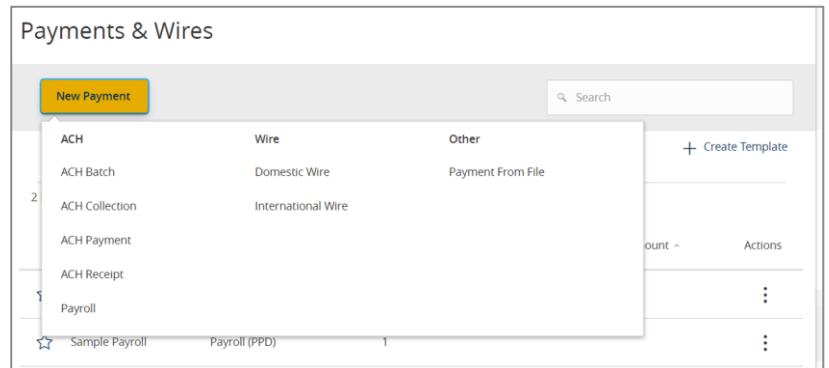 Payments & Wires
New Payment
Search
ACH Wire Other
Create Template
ACH Batch Domestic Wire Payment From File
2
ACH Collection International Wire
ACH Payment
ount Actions
ACH Receipt
Payroll
Sample Payroll Payroll (PPD) 1